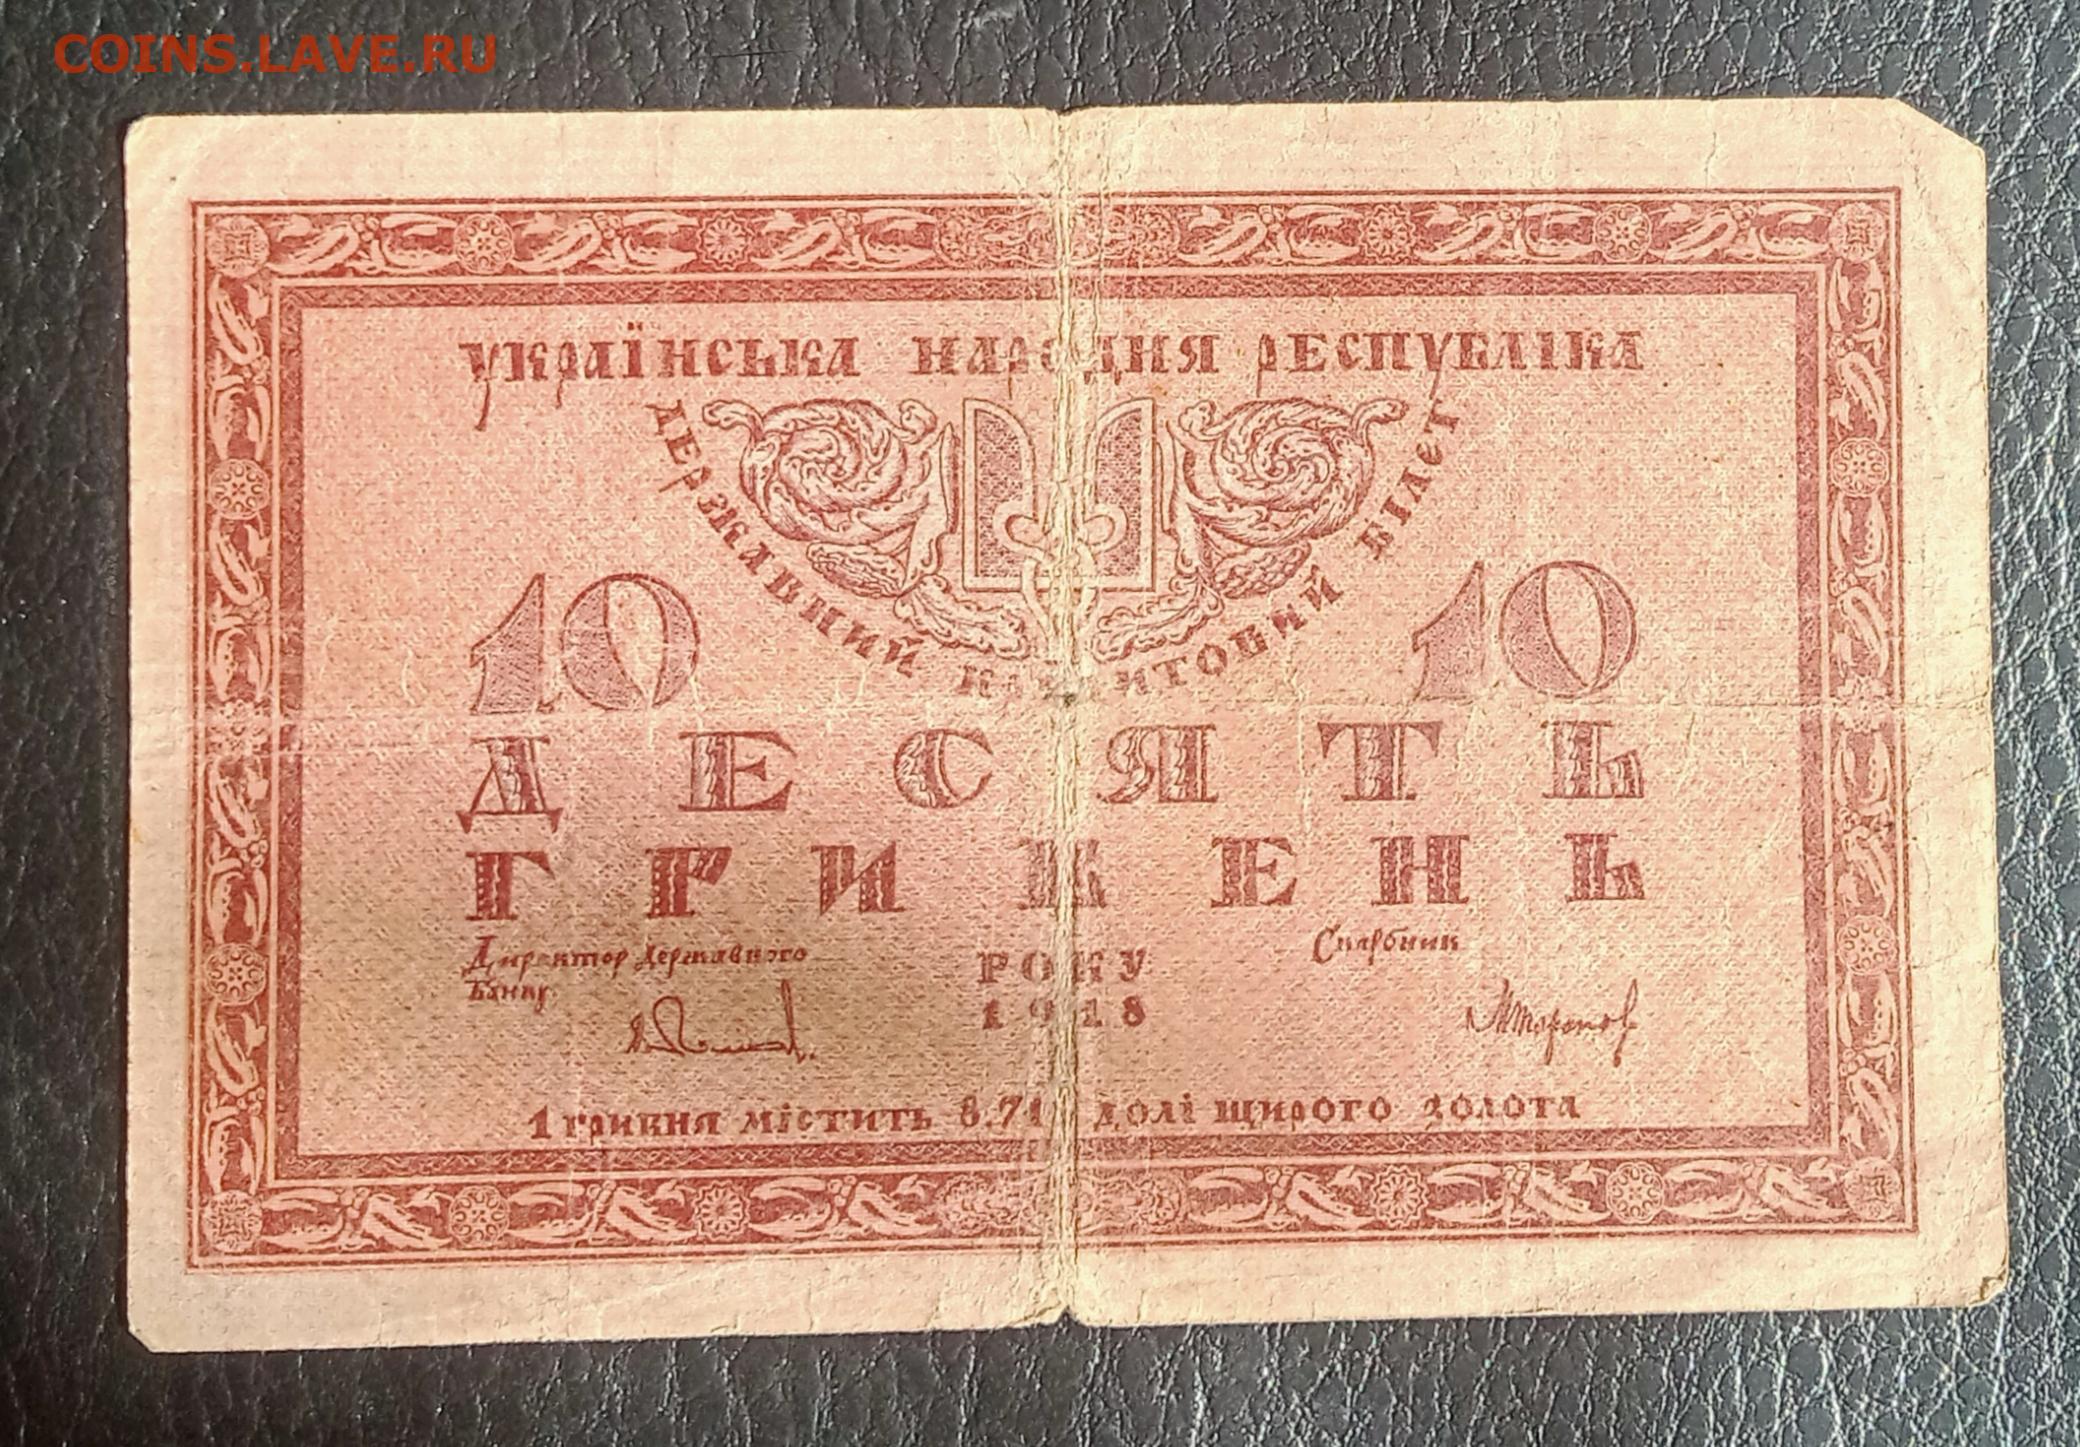 COINS.LAVE.RU
УКРАЇНСЬКА НАРОДНЯ РЕСПУБЛІКА
ДЕРЖАВНИЙ КРЕДИТОВИЙ БІЛЕТ
10 10
ДЕСЯТЬ
ГРИВЕНЬ
Директор Державного
Банку
Скарбник
РОКУ
1918
1 гривня містить 8.71 долі щирого золота